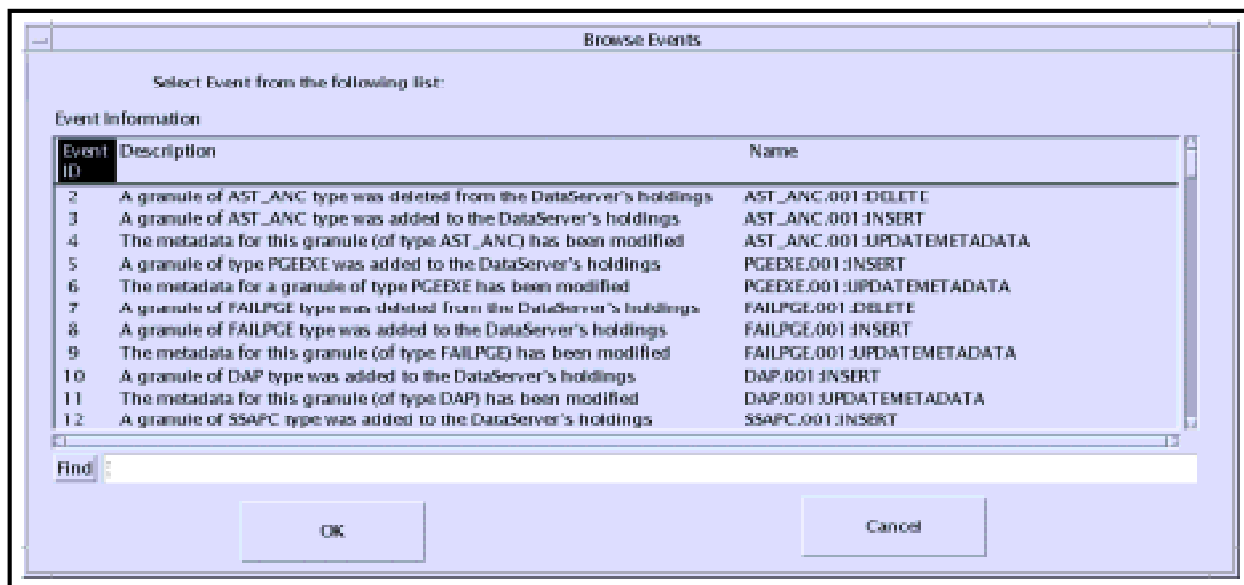 Browse Events
Select Event from the following list:
Event Information
Event ID Description Name
2 A granule of AST_ANC type was deleted from the DataServer's holdings AST_ANC.001:DELETE
3 A granule of AST_ANC type was added to the DataServer's holdings AST_ANC.001:INSERT
4 The metadata for this granule (of type AST_ANC) has been modified AST_ANC.001:UPDATEMETADATA
5 A granule of type PGEEXE was added to the DataServer's holdings PGEEXE.001:INSERT
6 The metadata for a granule of type PGEEXE has been modified PGEEXE.001:UPDATEMETADATA
7 A granule of FAILPGE type was deleted from the DataServer's holdings FAILPGE.001:DELETE
8 A granule of FAILPGE type was added to the DataServer's holdings FAILPGE.001:INSERT
9 The metadata for this granule (of type FAILPGE) has been modified FAILPGE.001:UPDATEMETADATA
10 A granule of DAP type was added to the DataServer's holdings DAP.001:INSERT
11 The metadata for this granule (of type DAP) has been modified DAP.001:UPDATEMETADATA
12 A granule of SSAPC type was added to the DataServer's holdings SSAPC.001:INSERT
Find
OK Cancel